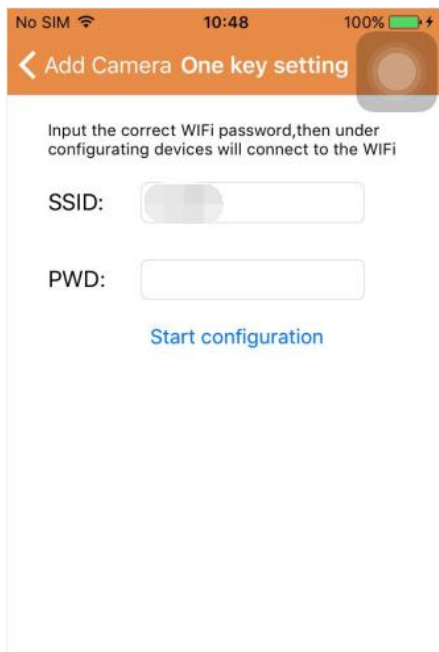 No SIM 10:48 100%
Add Camera One key setting
Input the correct WIFi password,then under
configurating devices will connect to the WIFi
SSID:
PWD:
Start configuration